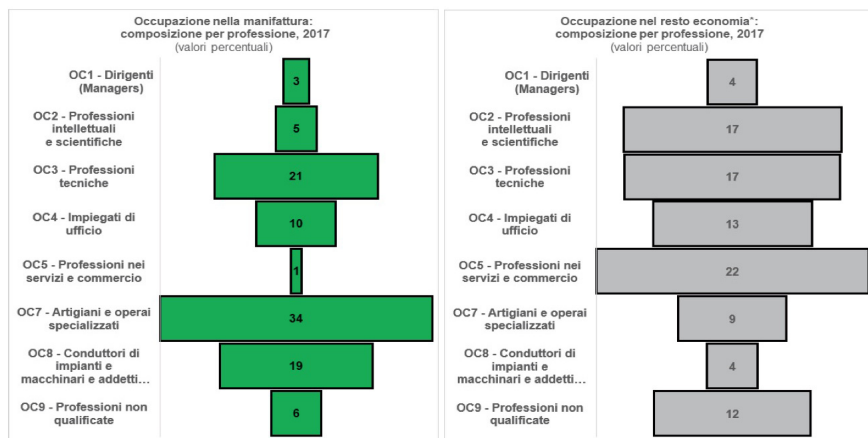 Occupazione nella manifattura:
composizione per professione, 2017
(valori percentuali)
OC1 - Dirigenti
(Managers)
3
OC2 - Professioni
intellettuali
e scientifiche
5
OC3 - Professioni
tecniche
21
OC4 - Impiegati di
ufficio
10
OC5 - Professioni nei
servizi e commercio
1
OC7 - Artigiani e operai
specializzati
34
OC8 - Conduttori di
impianti e
macchinari e addetti…
19
OC9 - Professioni non
qualificate
6
Occupazione nel resto economia*:
composizione per professione, 2017
(valori percentuali)
OC1 - Dirigenti
(Managers)
4
OC2 - Professioni
intellettuali
e scientifiche
17
OC3 - Professioni
tecniche
17
OC4 - Impiegati di
ufficio
13
OC5 - Professioni nei
servizi e commercio
22
OC7 - Artigiani e operai
specializzati
9
OC8 - Conduttori di
impianti e
macchinari e addetti…
4
OC9 - Professioni non
qualificate
12